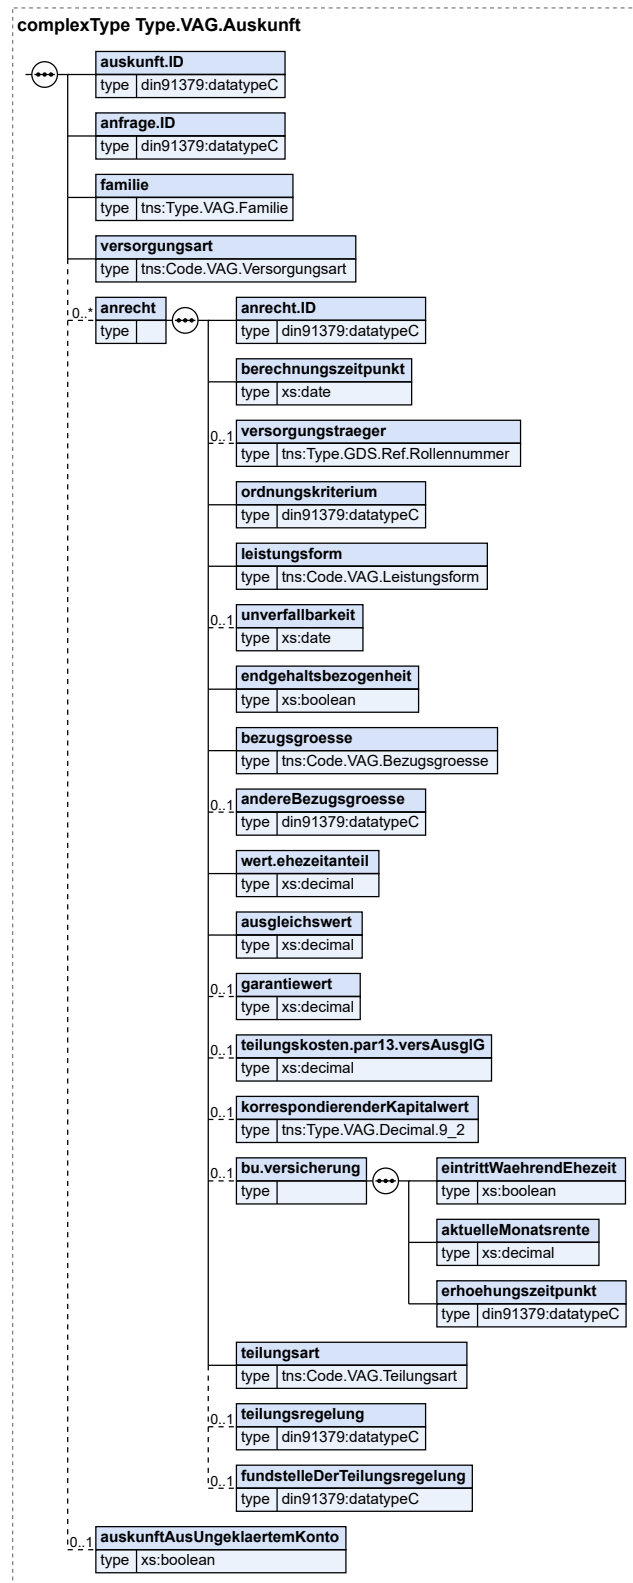 complexType Type.VAG.Auskunft
auskunft.ID
type din91379:datatypeC
anfrage.ID
type din91379:datatypeC
familie
type tns:Type.VAG.Familie
versorgungsart
type tns:Code.VAG.Versorgungsart
0..* anrecht
type
anrecht.ID
type din91379:datatypeC
berechnungszeitpunkt
type xs:date
0..1 versorgungstraeger
type tns:Type.GDS.Ref.Rollennummer
ordnungskriterium
type din91379:datatypeC
leistungsform
type tns:Code.VAG.Leistungsform
0..1 unverfallbarkeit
type xs:date
endgehaltsbezogenheit
type xs:boolean
bezugsgroesse
type tns:Code.VAG.Bezugsgroesse
0..1 andereBezugsgroesse
type din91379:datatypeC
wert.ehezeitanteil
type xs:decimal
ausgleichswert
type xs:decimal
0..1 garantiewert
type xs:decimal
0..1 teilungskosten.par13.versAusglG
type xs:decimal
0..1 korrespondierenderKapitalwert
type tns:Type.VAG.Decimal.9_2
0..1 bu.versicherung
type
eintrittWaehrendEhezeit
type xs:boolean
aktuelleMonatsrente
type xs:decimal
erhoehungszeitpunkt
type din91379:datatypeC
teilungsart
type tns:Code.VAG.Teilungsart
0..1 teilungsregelung
type din91379:datatypeC
0..1 fundstelleDerTeilungsregelung
type din91379:datatypeC
0..1 auskunftAusUngeklaertemKonto
type xs:boolean